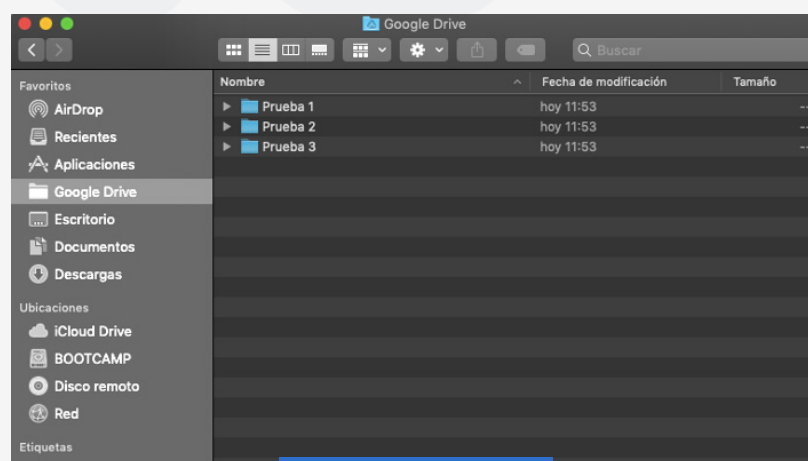 Google Drive
Buscar
Favoritos
AirDrop
Recientes
Aplicaciones
Google Drive
Escritorio
Documentos
Descargas
Ubicaciones
iCloud Drive
BOOTCAMP
Disco remoto
Red
Etiquetas
Nombre Fecha de modificación Tamaño
Prueba 1 hoy 11:53 --
Prueba 2 hoy 11:53 --
Prueba 3 hoy 11:53 --